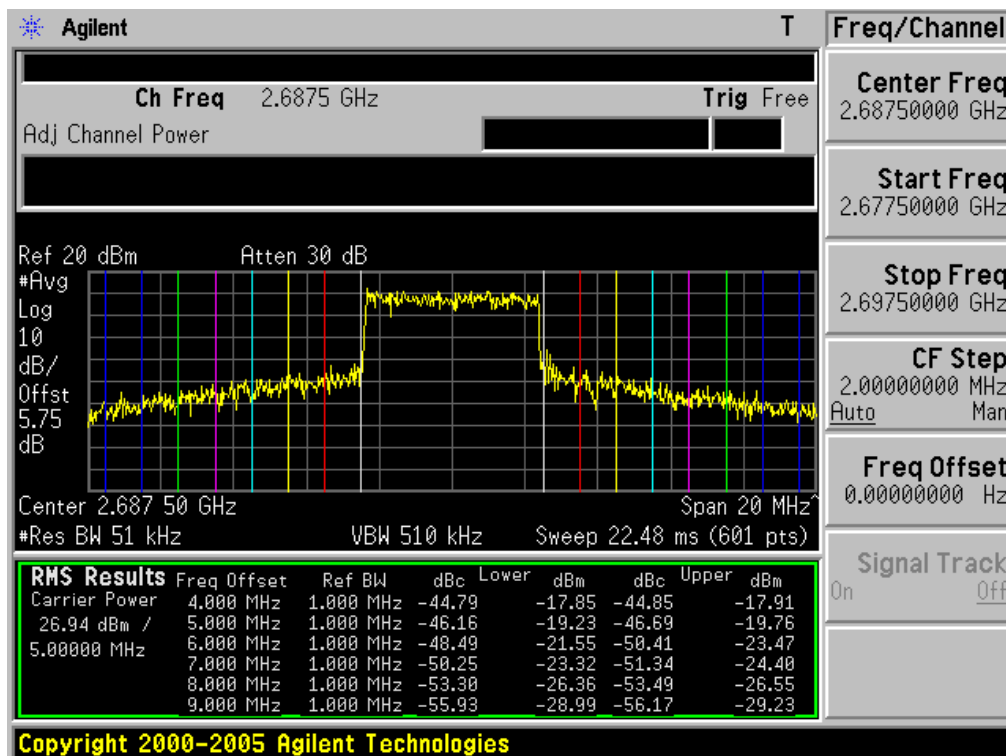 Agilent T
Ch Freq 2.6875 GHz Trig Free
Adj Channel Power
Ref 20 dBm Atten 30 dB
#Avg
Log
10
dB/
Offst
5.75
dB
Center 2.687 50 GHz Span 20 MHz^
#Res BW 51 kHz VBW 510 kHz Sweep 22.48 ms (601 pts)
RMS Results Freq Offset Ref BW dBc Lower dBm dBc Upper dBm
Carrier Power 4.000 MHz 1.000 MHz -44.79 -17.85 -44.85 -17.91
26.94 dBm / 5.000 MHz 1.000 MHz -46.16 -19.23 -46.69 -19.76
5.00000 MHz 6.000 MHz 1.000 MHz -48.49 -21.55 -50.41 -23.47
7.000 MHz 1.000 MHz -50.25 -23.32 -51.34 -24.40
8.000 MHz 1.000 MHz -53.30 -26.36 -53.49 -26.55
9.000 MHz 1.000 MHz -55.93 -28.99 -56.17 -29.23
Copyright 2000-2005 Agilent Technologies
Freq/Channel
Center Freq
2.68750000 GHz
Start Freq
2.67750000 GHz
Stop Freq
2.69750000 GHz
CF Step
2.00000000 MHz
Auto Man
Freq Offset
0.00000000 Hz
Signal Track
On Off